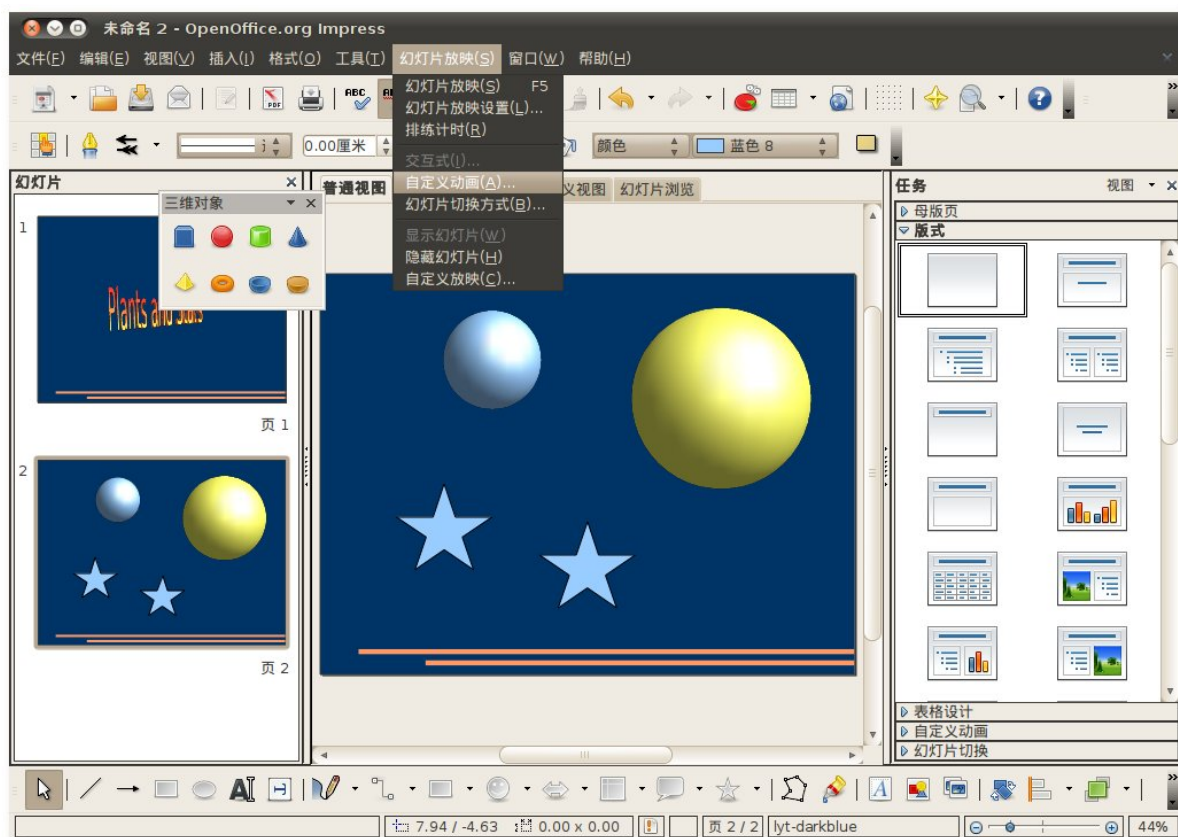 未命名 2 - OpenOffice.org Impress
文件(F) 编辑(E) 视图(V) 插入(I) 格式(O) 工具(T) 幻灯片放映(S) 窗口(W) 帮助(H)
幻灯片放映(S) F5
幻灯片放映设置(L)...
排练计时(R)
交互式(I)...
自定义动画(A)...
幻灯片切换方式(B)...
显示幻灯片(W)
隐藏幻灯片(H)
自定义放映(C)...
PDF
ABC
0.00厘米
颜色
蓝色 8
幻灯片
三维对象
普通视图
义视图
幻灯片浏览
任务
视图
母版页
版式
1
Plants and Stars
页 1
2
页 2
表格设计
自定义动画
幻灯片切换
7.94 / -4.63
0.00 x 0.00
页 2 / 2
lyt-darkblue
44%